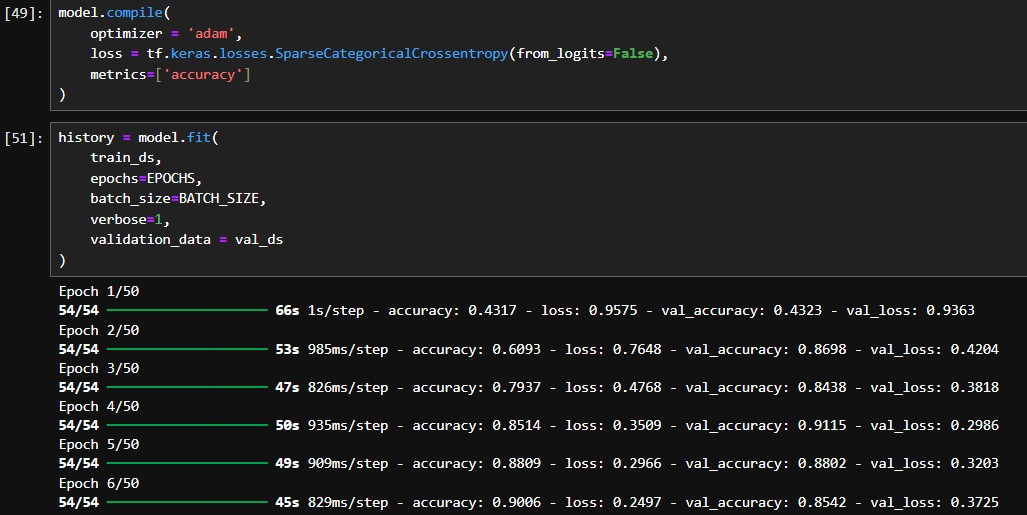 [49]: model.compile(
optimizer = 'adam',
loss = tf.keras.losses.SparseCategoricalCrossentropy(from_logits=False),
metrics=['accuracy']
)
[51]: history = model.fit(
train_ds,
epochs=EPOCHS,
batch_size=BATCH_SIZE,
verbose=1,
validation_data = val_ds
)
Epoch 1/50
54/54 66s 1s/step - accuracy: 0.4317 - loss: 0.9575 - val_accuracy: 0.4323 - val_loss: 0.9363
Epoch 2/50
54/54 53s 985ms/step - accuracy: 0.6093 - loss: 0.7648 - val_accuracy: 0.8698 - val_loss: 0.4204
Epoch 3/50
54/54 47s 826ms/step - accuracy: 0.7937 - loss: 0.4768 - val_accuracy: 0.8438 - val_loss: 0.3818
Epoch 4/50
54/54 50s 935ms/step - accuracy: 0.8514 - loss: 0.3509 - val_accuracy: 0.9115 - val_loss: 0.2986
Epoch 5/50
54/54 49s 909ms/step - accuracy: 0.8809 - loss: 0.2966 - val_accuracy: 0.8802 - val_loss: 0.3203
Epoch 6/50
54/54 45s 829ms/step - accuracy: 0.9006 - loss: 0.2497 - val_accuracy: 0.8542 - val_loss: 0.3725